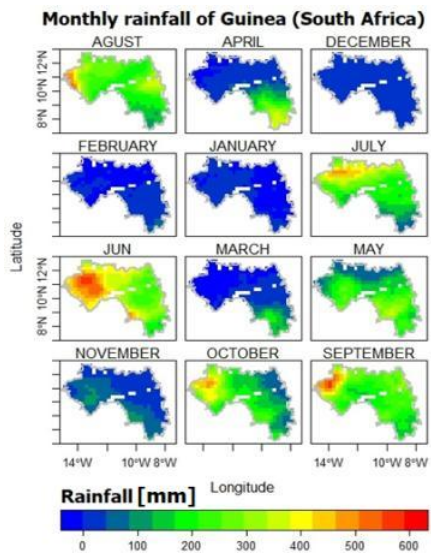 Monthly rainfall of Guinea (South Africa)
AGUST APRIL DECEMBER
8°N 10°N 12°N
FEBRUARY JANUARY JULY
Latitude
JUN MARCH MAY
8°N 10°N 12°N
NOVEMBER OCTOBER SEPTEMBER
14°W 10°W 8°W 14°W 10°W 8°W
Longitude
Rainfall [mm]
0 100 200 300 400 500 600